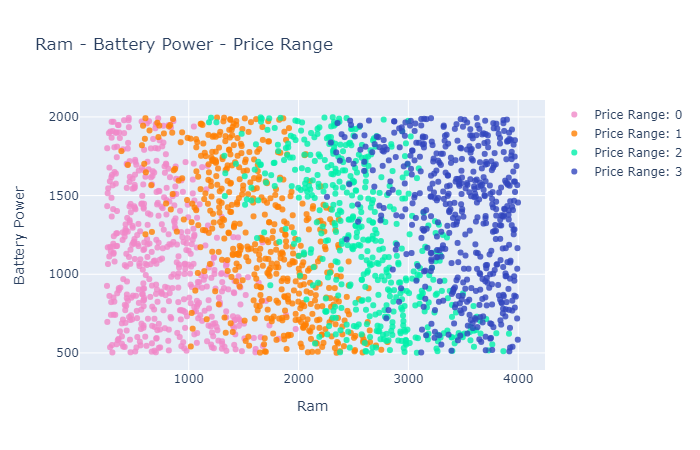 Ram - Battery Power - Price Range
Price Range: 0
Price Range: 1
Price Range: 2
Price Range: 3
Battery Power
2000
1500
1000
500
1000
2000
3000
4000
Ram